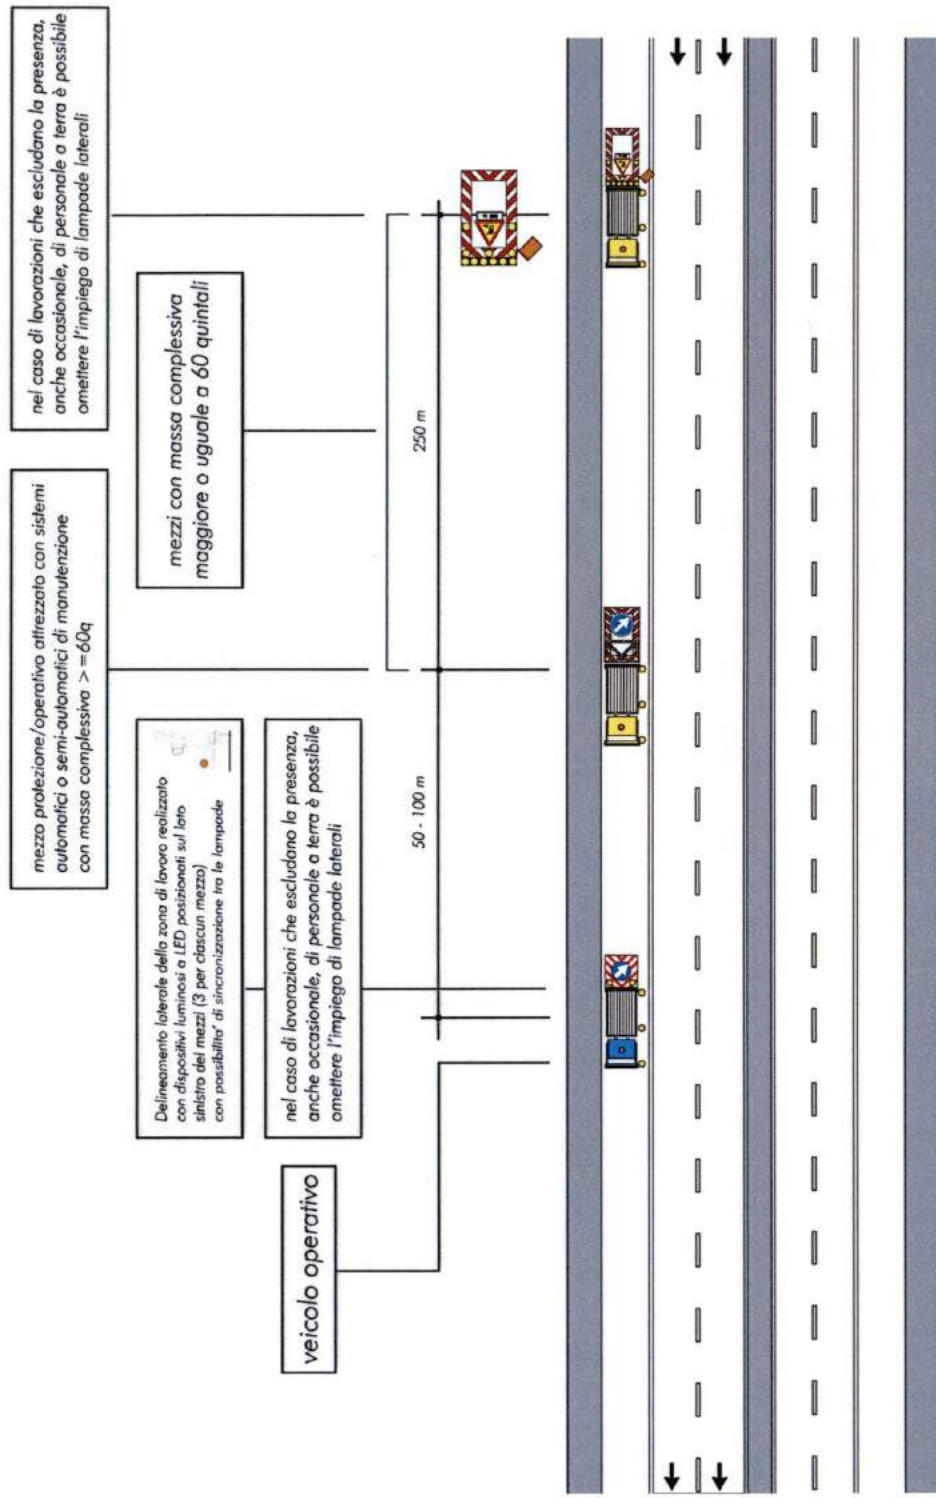 nel caso di lavorazioni che escludano la presenza,
anche occasionale, di personale a terra è possibile
omettere l'impiego di lampade laterali
mezzo protezione/operativo attrezzato con sistemi
automatici o semi-automatici di manutenzione
con massa complessiva >=60q
mezzi con massa complessiva
maggiore o uguale a 60 quintali
Delineamento laterale della zona di lavoro realizzato
con dispositivi luminosi a LED posizionati sul lato
sinistro dei mezzi (3 per ciascun mezzo)
con possibilita' di sincronizzazione tra le lampade
nel caso di lavorazioni che escludano la presenza,
anche occasionale, di personale a terra è possibile
omettere l'impiego di lampade laterali
veicolo operativo
250 m
50 - 100 m